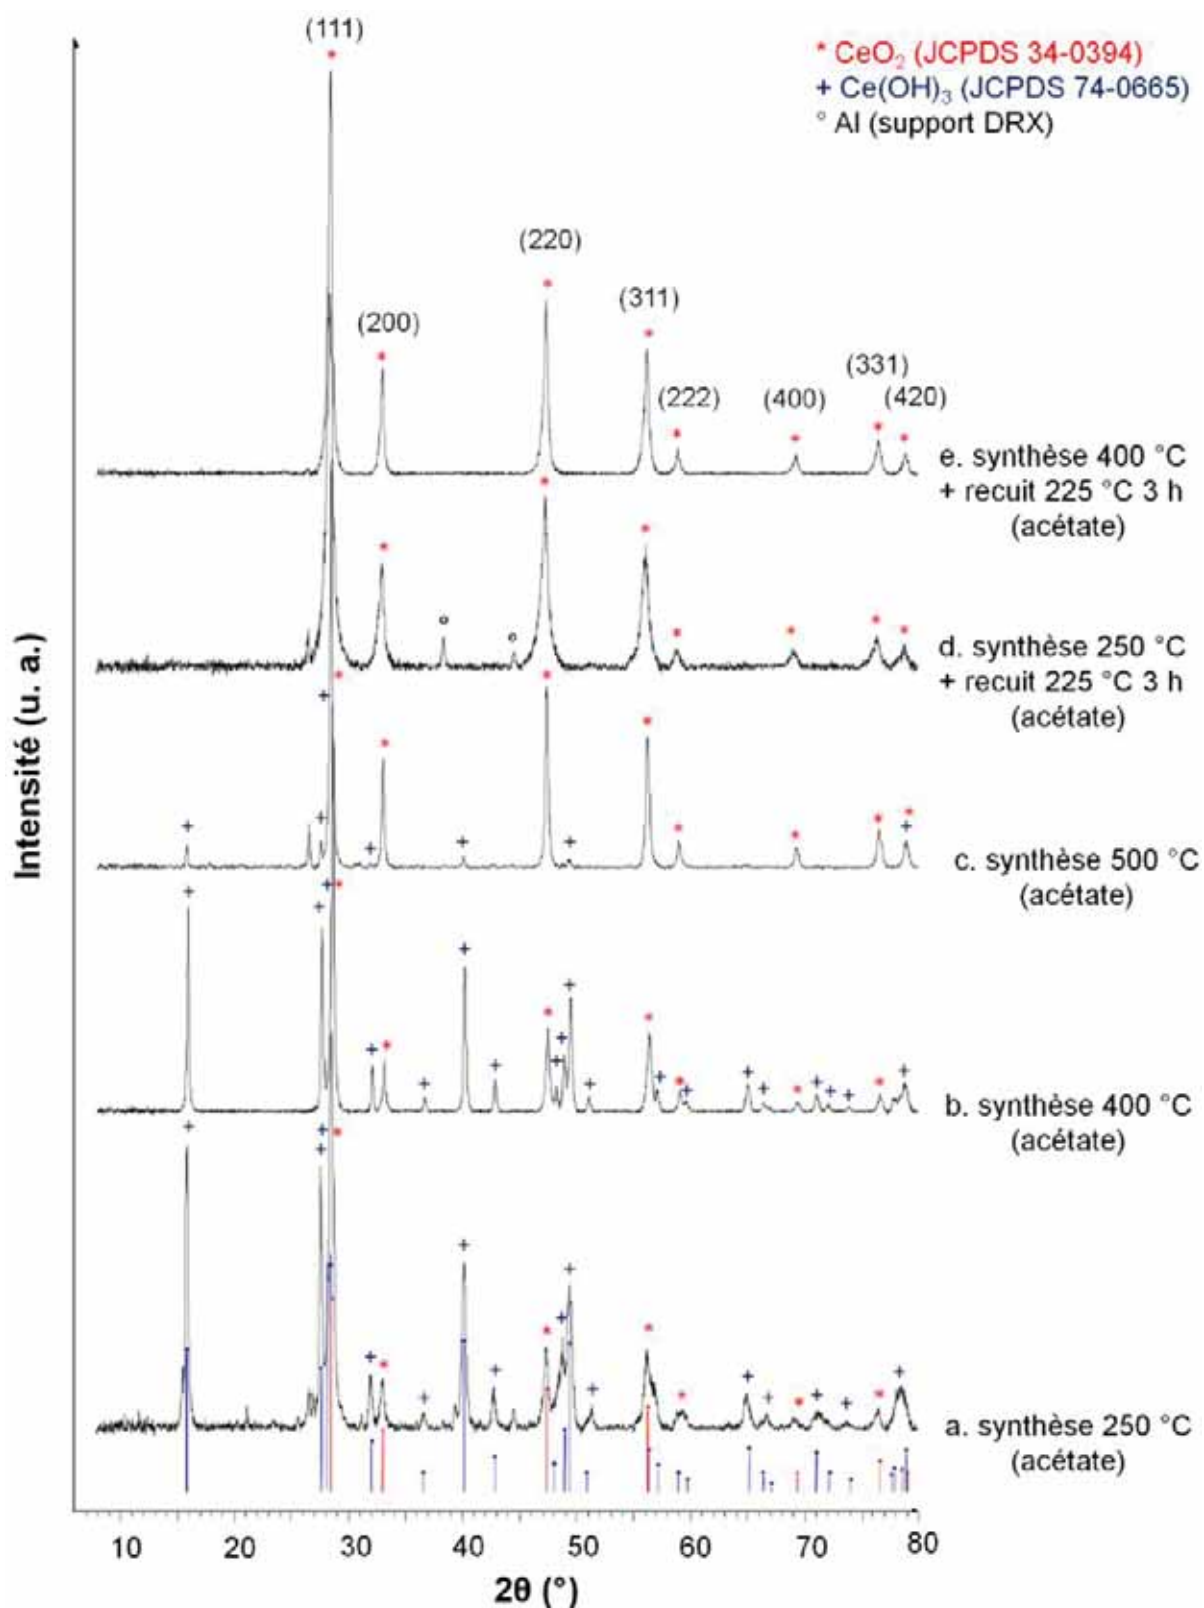 (111)
* CeO₂ (JCPDS 34-0394)
+ Ce(OH)₃ (JCPDS 74-0665)
° Al (support DRX)
(220)
(311)
(200)
(331)
(222)
(400)
(420)
e. synthèse 400 °C
+ recuit 225 °C 3 h
(acétate)
d. synthèse 250 °C
+ recuit 225 °C 3 h
(acétate)
c. synthèse 500 °C
(acétate)
b. synthèse 400 °C
(acétate)
a. synthèse 250 °C
(acétate)
Intensité (u. a.)
10 20 30 40 50 60 70 80
2θ (°)